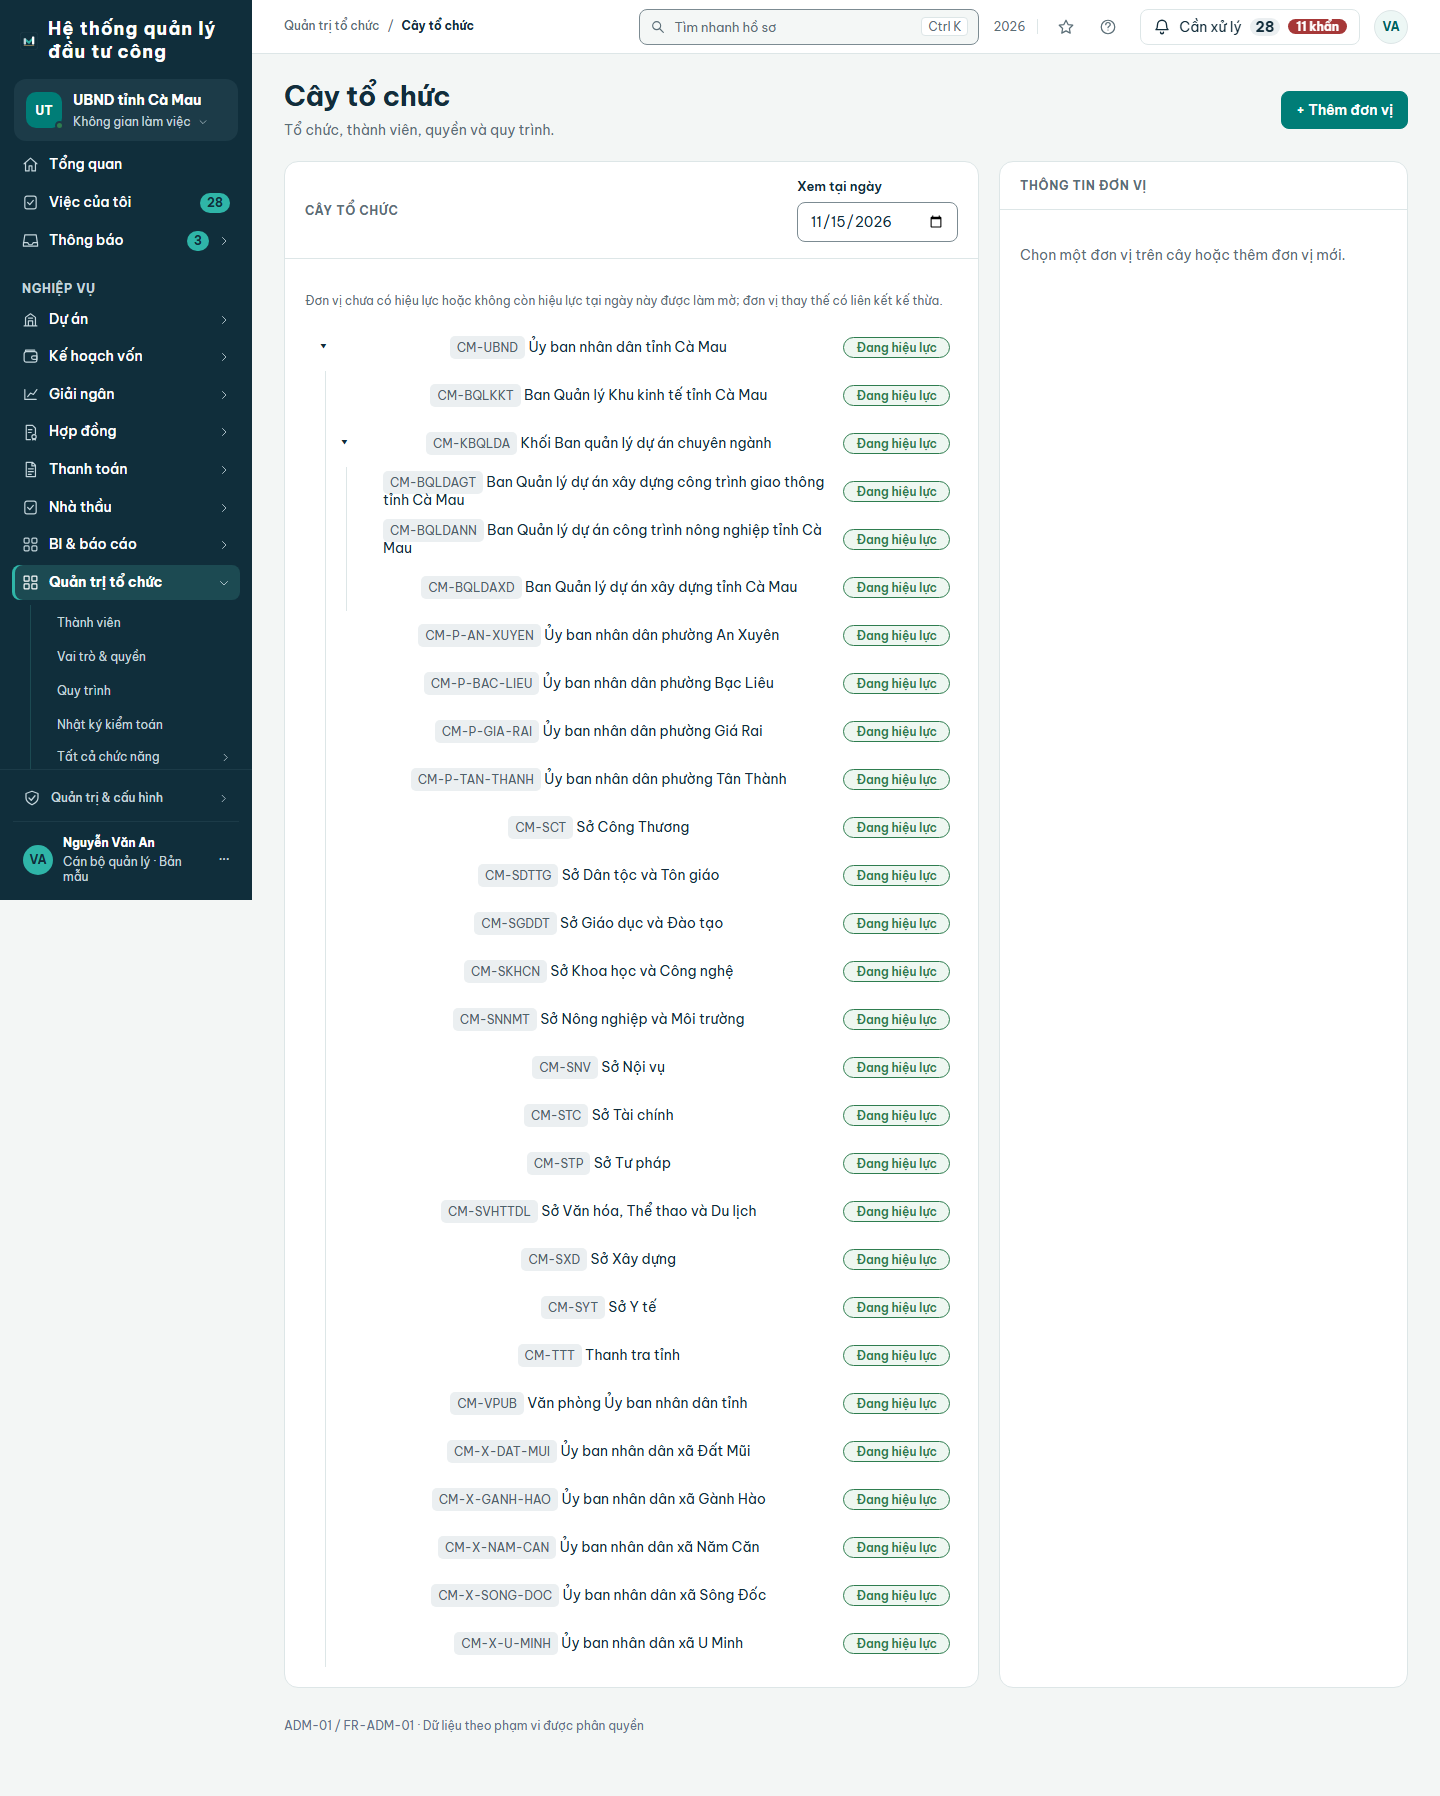 Hệ thống quản lý
đầu tư công
UT
UBND tỉnh Cà Mau
Không gian làm việc
Tổng quan
Việc của tôi 28
Thông báo 3
NGHIỆP VỤ
Dự án
Kế hoạch vốn
Giải ngân
Hợp đồng
Thanh toán
Nhà thầu
BI & báo cáo
Quản trị tổ chức
Thành viên
Vai trò & quyền
Quy trình
Nhật ký kiểm toán
Tất cả chức năng
Quản trị & cấu hình
VA
Nguyễn Văn An
Cán bộ quản lý · Bản
mẫu
Quản trị tổ chức / Cây tổ chức
Tìm nhanh hồ sơ Ctrl K
2026
Cần xử lý 28 11 khẩn
VA
Cây tổ chức
Tổ chức, thành viên, quyền và quy trình.
+ Thêm đơn vị
CÂY TỔ CHỨC
Xem tại ngày
11/15/2026
Đơn vị chưa có hiệu lực hoặc không còn hiệu lực tại ngày này được làm mờ; đơn vị thay thế có liên kết kế thừa.
CM-UBND Ủy ban nhân dân tỉnh Cà Mau Đang hiệu lực
CM-BQLKKT Ban Quản lý Khu kinh tế tỉnh Cà Mau Đang hiệu lực
CM-KBQLDA Khối Ban quản lý dự án chuyên ngành Đang hiệu lực
CM-BQLDAGT Ban Quản lý dự án xây dựng công trình giao thông
tỉnh Cà Mau Đang hiệu lực
CM-BQLDANN Ban Quản lý dự án công trình nông nghiệp tỉnh Cà
Mau Đang hiệu lực
CM-BQLDAXD Ban Quản lý dự án xây dựng tỉnh Cà Mau Đang hiệu lực
CM-P-AN-XUYEN Ủy ban nhân dân phường An Xuyên Đang hiệu lực
CM-P-BAC-LIEU Ủy ban nhân dân phường Bạc Liêu Đang hiệu lực
CM-P-GIA-RAI Ủy ban nhân dân phường Giá Rai Đang hiệu lực
CM-P-TAN-THANH Ủy ban nhân dân phường Tân Thành Đang hiệu lực
CM-SCT Sở Công Thương Đang hiệu lực
CM-SDTTG Sở Dân tộc và Tôn giáo Đang hiệu lực
CM-SGDDT Sở Giáo dục và Đào tạo Đang hiệu lực
CM-SKHCN Sở Khoa học và Công nghệ Đang hiệu lực
CM-SNNMT Sở Nông nghiệp và Môi trường Đang hiệu lực
CM-SNV Sở Nội vụ Đang hiệu lực
CM-STC Sở Tài chính Đang hiệu lực
CM-STP Sở Tư pháp Đang hiệu lực
CM-SVHTTDL Sở Văn hóa, Thể thao và Du lịch Đang hiệu lực
CM-SXD Sở Xây dựng Đang hiệu lực
CM-SYT Sở Y tế Đang hiệu lực
CM-TTT Thanh tra tỉnh Đang hiệu lực
CM-VPUB Văn phòng Ủy ban nhân dân tỉnh Đang hiệu lực
CM-X-DAT-MUI Ủy ban nhân dân xã Đất Mũi Đang hiệu lực
CM-X-GANH-HAO Ủy ban nhân dân xã Gành Hào Đang hiệu lực
CM-X-NAM-CAN Ủy ban nhân dân xã Năm Căn Đang hiệu lực
CM-X-SONG-DOC Ủy ban nhân dân xã Sông Đốc Đang hiệu lực
CM-X-U-MINH Ủy ban nhân dân xã U Minh Đang hiệu lực
THÔNG TIN ĐƠN VỊ
Chọn một đơn vị trên cây hoặc thêm đơn vị mới.
ADM-01 / FR-ADM-01 · Dữ liệu theo phạm vi được phân quyền